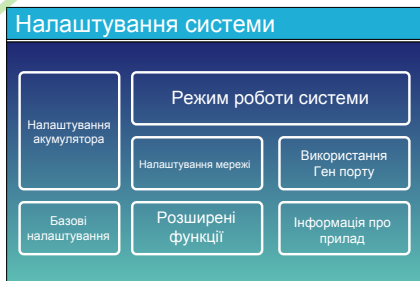 Налаштування системи
Налаштування
акумулятора
Режим роботи системи
Налаштування мережі
Використання
Ген порту
Базові
налаштування
Розширені
функції
Інформація про
прилад